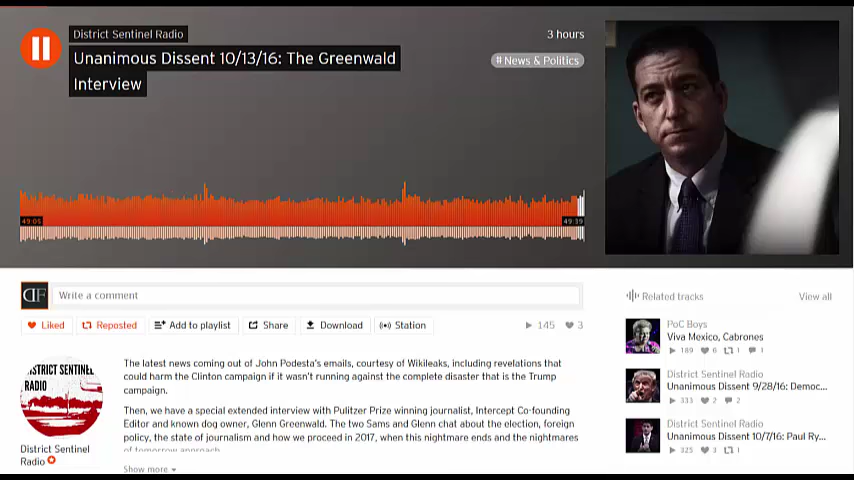 District Sentinel Radio
Unanimous Dissent 10/13/16: The Greenwald
Interview
3 hours
# News & Politics
49:05
49:39
DF
Write a comment
Liked
Reposted
Add to playlist
Share
Download
Station
145
3
DISTRICT SENTINEL
RADIO
District Sentinel
Radio
The latest news coming out of John Podesta's emails, courtesy of Wikileaks, including revelations that
could harm the Clinton campaign if it wasn't running against the complete disaster that is the Trump
campaign.
Then, we have a special extended interview with Pulitzer Prize winning journalist, Intercept Co-founding
Editor and known dog owner, Glenn Greenwald. The two Sams and Glenn chat about the election, foreign
policy, the state of journalism and how we proceed in 2017, when this nightmare ends and the nightmares
of tomorrow approach.
Show more
Related tracks
View all
PoC Boys
Viva Mexico, Cabrones
189 6 1 1
District Sentinel Radio
Unanimous Dissent 9/28/16: Democ...
333 2 2
District Sentinel Radio
Unanimous Dissent 10/7/16: Paul Ry...
325 3 1